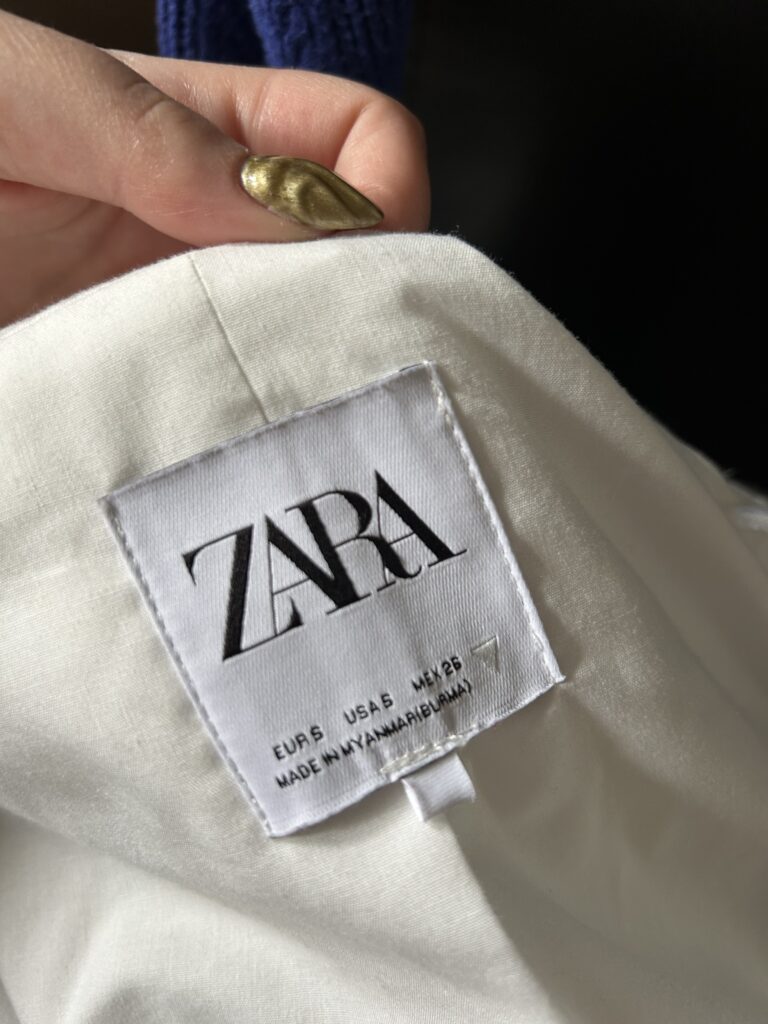 ZARA
EUR S USA S MEX 26
MADE IN MYANMAR(BURMA)